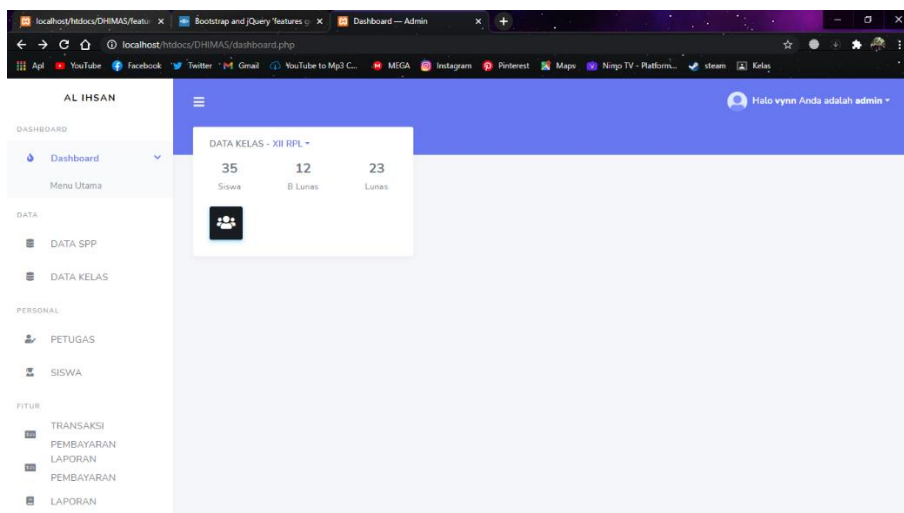 localhost/htdocs/DHIMAS/featur
Bootstrap and jQuery 'features g
Dashboard — Admin
localhost/htdocs/DHIMAS/dashboard.php
Apl
YouTube
Facebook
Twitter
Gmail
YouTube to Mp3 C...
MEGA
Instagram
Pinterest
Maps
Nimo TV - Platform...
steam
Kelas
AL IHSAN
Halo vynn Anda adalah admin
DASHBOARD
Dashboard
Menu Utama
DATA KELAS - XII RPL
35 12 23
Siswa B Lunas Lunas
DATA
DATA SPP
DATA KELAS
PERSONAL
PETUGAS
SISWA
FITUR
TRANSAKSI
PEMBAYARAN
LAPORAN
PEMBAYARAN
LAPORAN